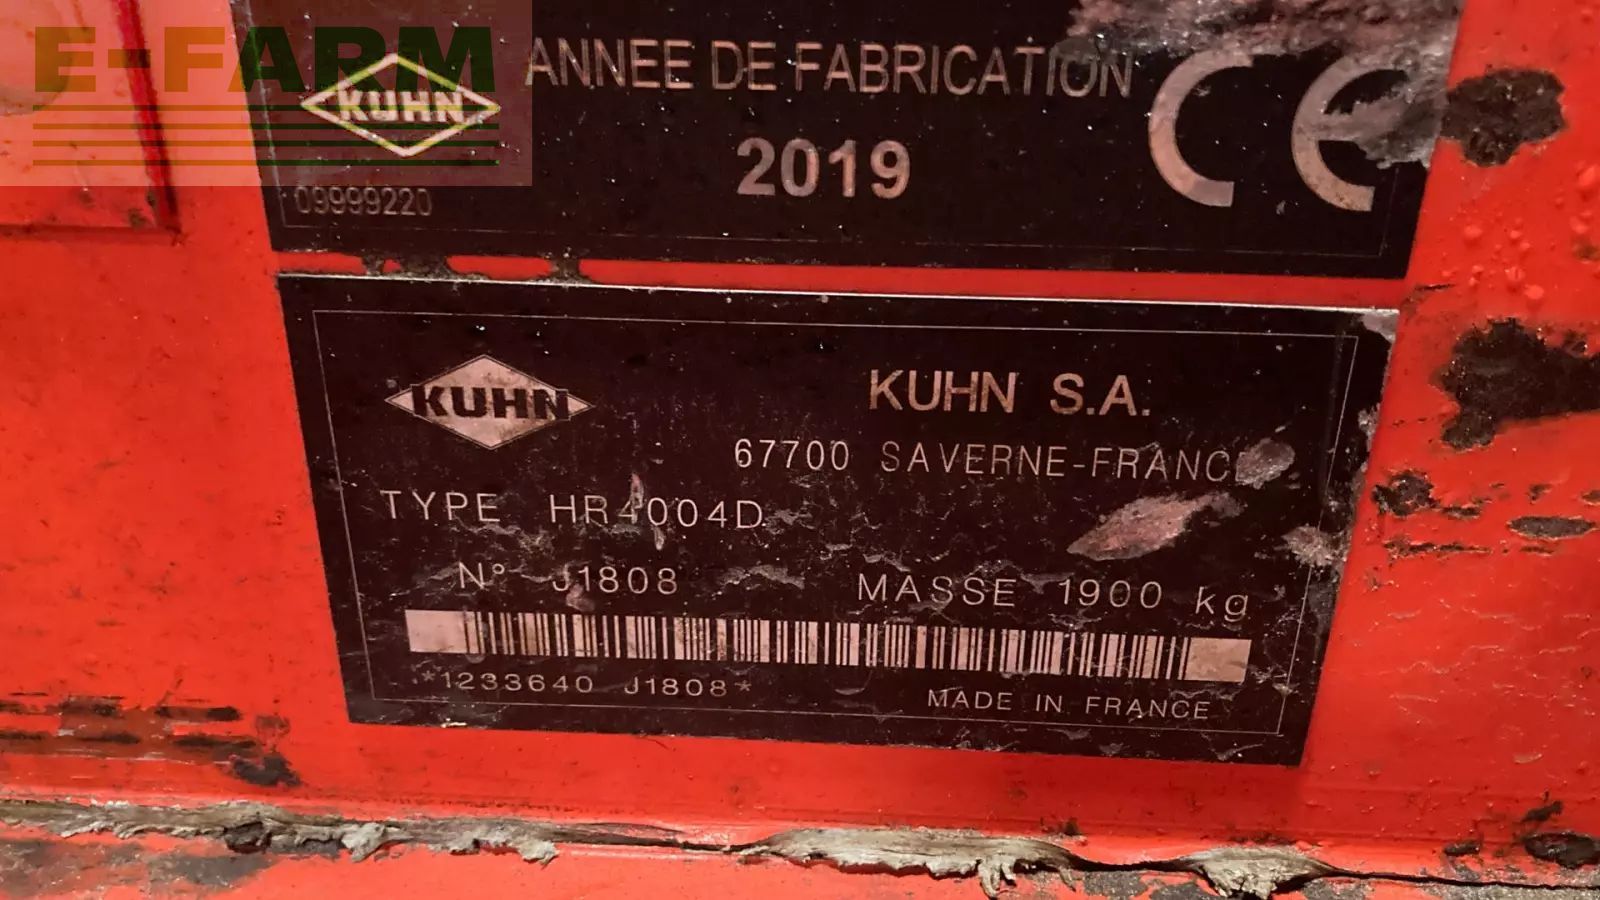 E-FARM
KUHN
ANNEE DE FABRICATION
2019
CE
09999220
KUHN
KUHN S.A.
67700 SAVERNE-FRANCE
TYPE HR4004D
N° J1808 MASSE 1900 kg
*1233640 J1808*
MADE IN FRANCE